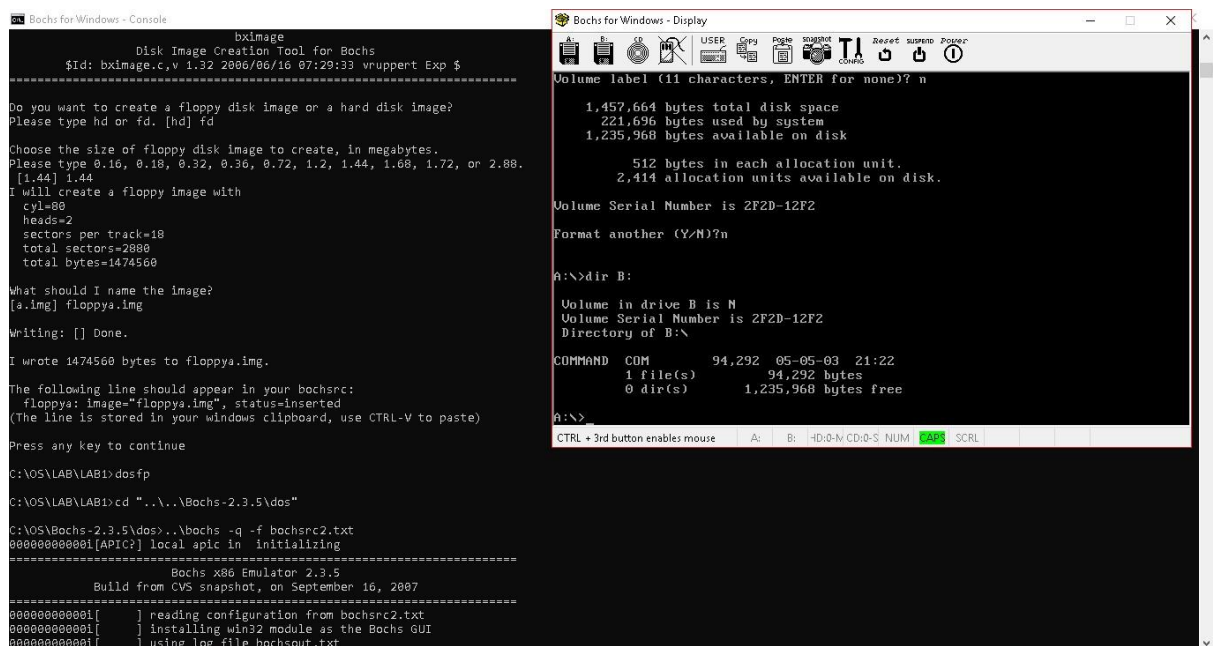 Bochs for Windows - Console
bximage
Disk Image Creation Tool for Bochs
$Id: bximage.c,v 1.32 2006/06/16 07:29:33 vruppert Exp $
========================================================================
Do you want to create a floppy disk image or a hard disk image?
Please type hd or fd. [hd] fd
Choose the size of floppy disk image to create, in megabytes.
Please type 0.16, 0.18, 0.32, 0.36, 0.72, 1.2, 1.44, 1.68, 1.72, or 2.88.
[1.44] 1.44
I will create a floppy image with
cyl=80
heads=2
sectors per track=18
total sectors=2880
total bytes=1474560
What should I name the image?
[a.img] floppya.img
Writing: [] Done.
I wrote 1474560 bytes to floppya.img.
The following line should appear in your bochsrc:
floppya: image="floppya.img", status=inserted
(The line is stored in your windows clipboard, use CTRL-V to paste)
Press any key to continue
C:\OS\LAB\LAB1>dosfp
C:\OS\LAB\LAB1>cd "..\..\Bochs-2.3.5\dos"
C:\OS\Bochs-2.3.5\dos>..\bochs -q -f bochsrc2.txt
00000000000i[APIC?] local apic in  initializing
========================================================================
Bochs x86 Emulator 2.3.5
Build from CVS snapshot, on September 16, 2007
========================================================================
00000000000i[     ] reading configuration from bochsrc2.txt
00000000000i[     ] installing win32 module as the Bochs GUI
00000000000i[     ] using log file bochsout.txt
Bochs for Windows - Display
A: B: CD USER Copy Paste snapshot CONFIG Reset SUSPEND Power
Volume label (11 characters, ENTER for none)? n
1,457,664 bytes total disk space
221,696 bytes used by system
1,235,968 bytes available on disk
512 bytes in each allocation unit.
2,414 allocation units available on disk.
Volume Serial Number is 2F2D-12F2
Format another (Y/N)?n
A:\>dir B:
Volume in drive B is N
Volume Serial Number is 2F2D-12F2
Directory of B:\
COMMAND  COM        94,292  05-05-03  21:22
1 file(s)         94,292 bytes
0 dir(s)       1,235,968 bytes free
A:\>_
CTRL + 3rd button enables mouse A: B: HD:0-M CD:0-S NUM CAPS SCRL